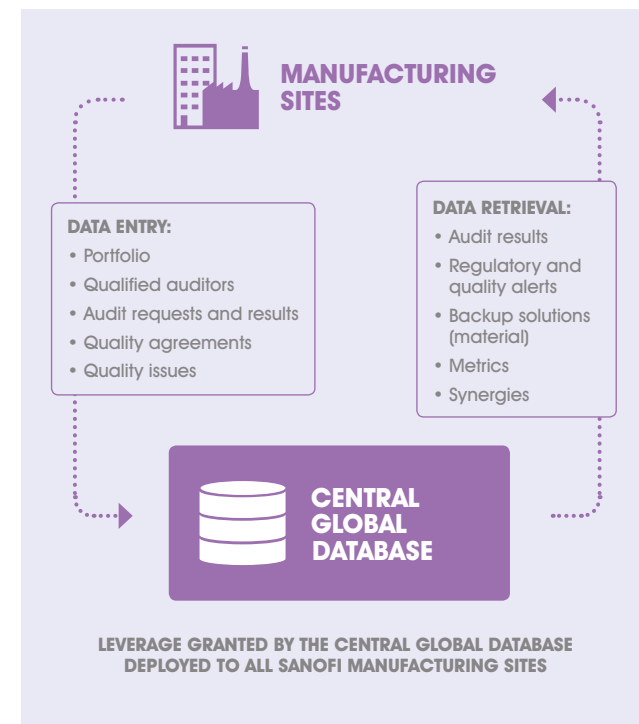 MANUFACTURING
SITES
DATA ENTRY:
• Portfolio
• Qualified auditors
• Audit requests and results
• Quality agreements
• Quality issues
DATA RETRIEVAL:
• Audit results
• Regulatory and
quality alerts
• Backup solutions
(material)
• Metrics
• Synergies
CENTRAL
GLOBAL
DATABASE
LEVERAGE GRANTED BY THE CENTRAL GLOBAL DATABASE
DEPLOYED TO ALL SANOFI MANUFACTURING SITES